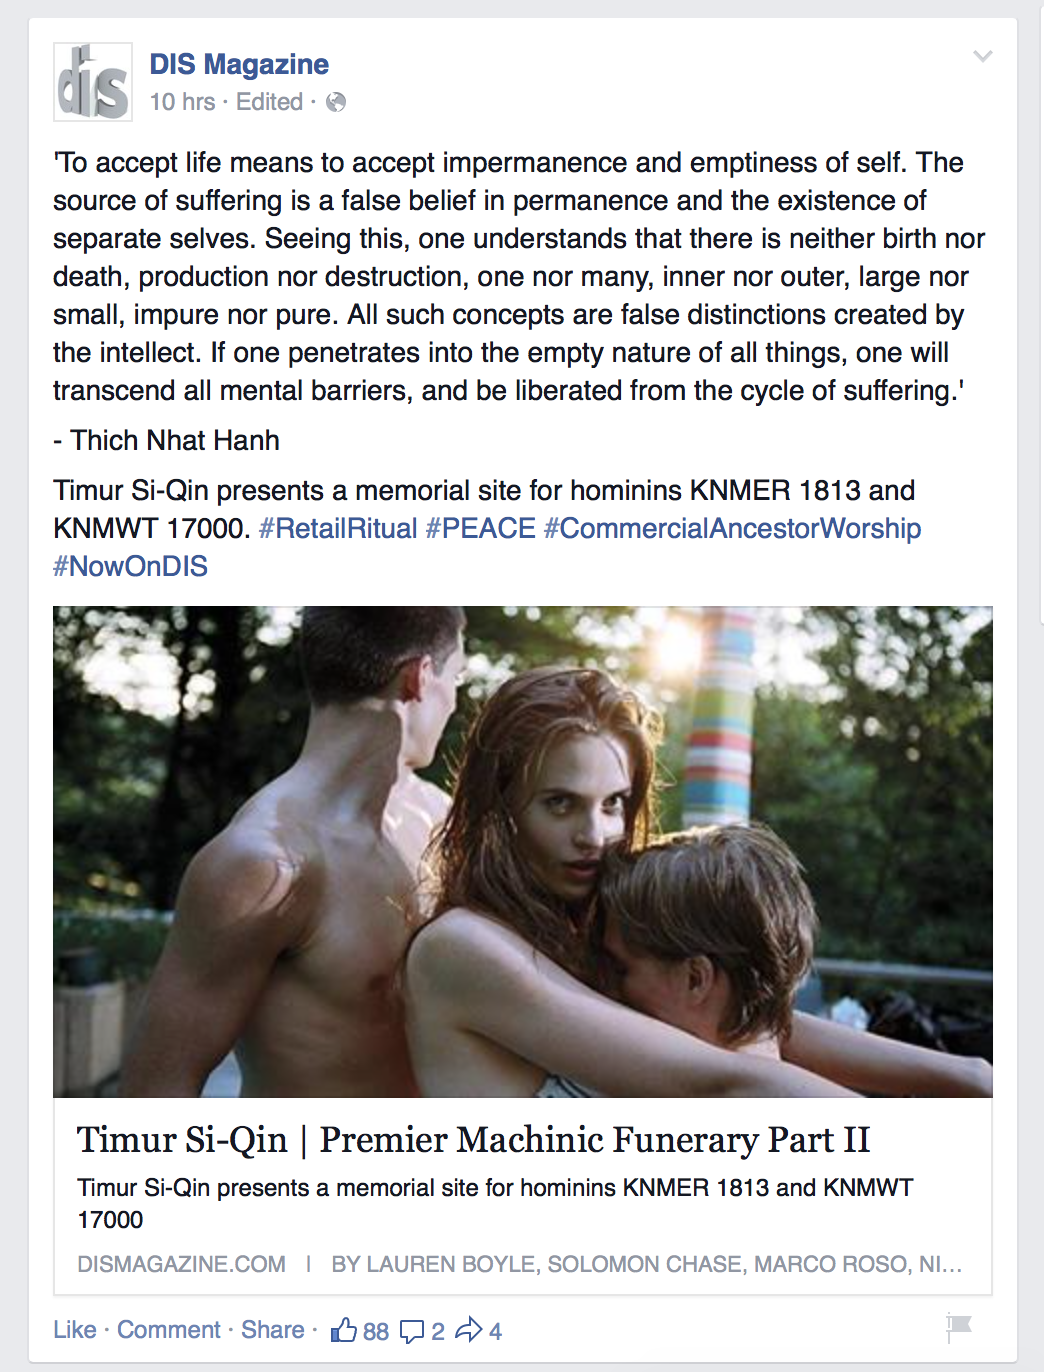 dis
DIS Magazine
10 hrs · Edited ·
'To accept life means to accept impermanence and emptiness of self. The
source of suffering is a false belief in permanence and the existence of
separate selves. Seeing this, one understands that there is neither birth nor
death, production nor destruction, one nor many, inner nor outer, large nor
small, impure nor pure. All such concepts are false distinctions created by
the intellect. If one penetrates into the empty nature of all things, one will
transcend all mental barriers, and be liberated from the cycle of suffering.'
- Thich Nhat Hanh
Timur Si-Qin presents a memorial site for hominins KNMER 1813 and
KNMWT 17000. #RetailRitual #PEACE #CommercialAncestorWorship
#NowOnDIS
Timur Si-Qin | Premier Machinic Funerary Part II
Timur Si-Qin presents a memorial site for hominins KNMER 1813 and KNMWT
17000
DISMAGAZINE.COM | BY LAUREN BOYLE, SOLOMON CHASE, MARCO ROSO, NI...
Like · Comment · Share · 88 2 4